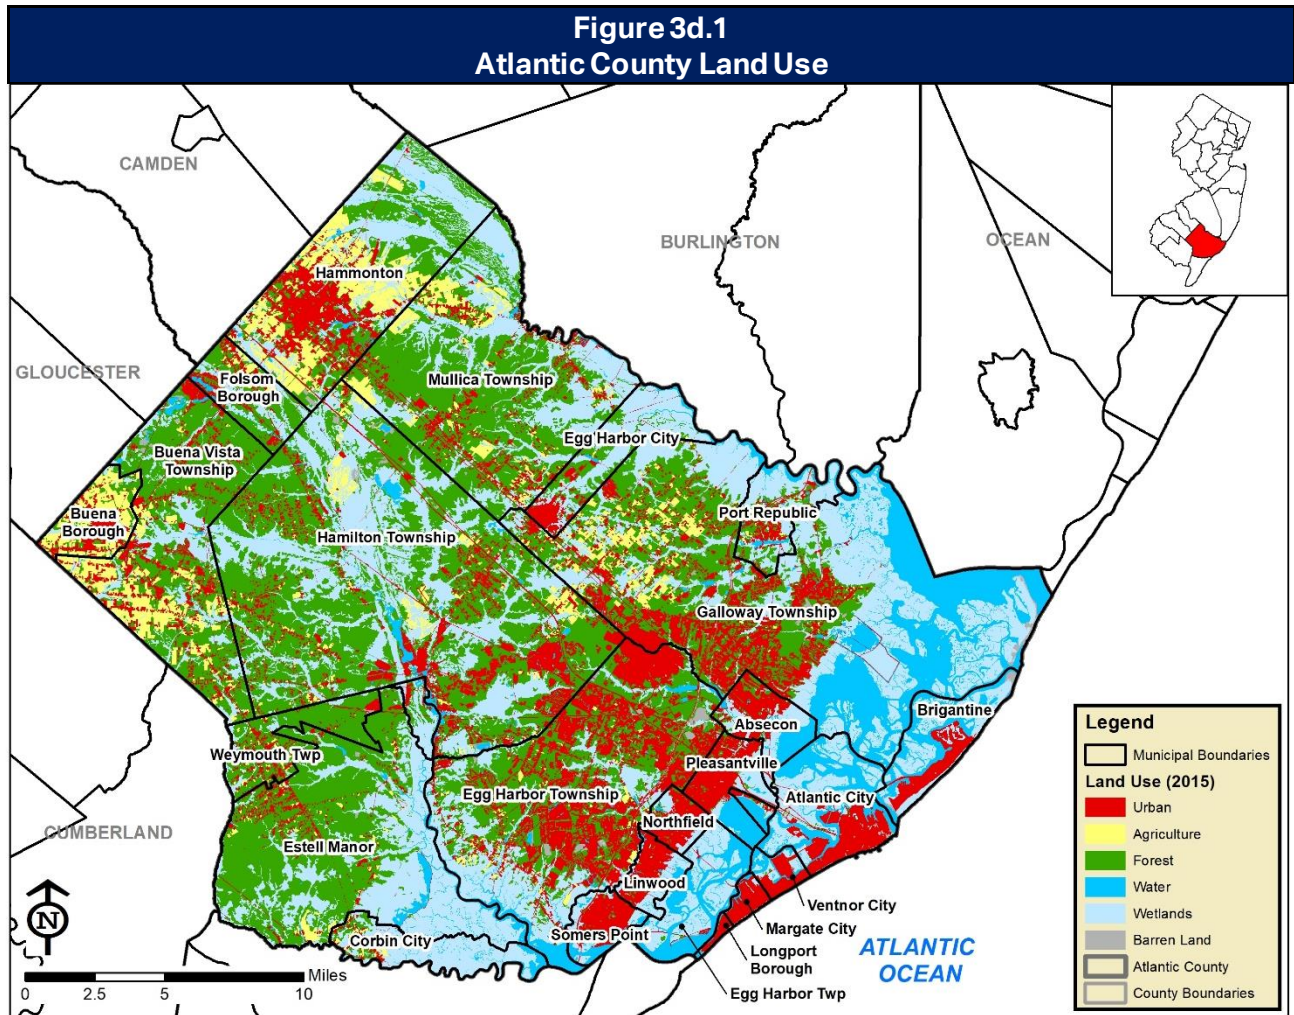 Figure 3d.1
Atlantic County Land Use
CAMDEN
BURLINGTON
OCEAN
GLOUCESTER
CUMBERLAND
Hammonton
Folsom
Borough
Mullica Township
Buena Vista
Township
Egg Harbor City
Buena
Borough
Hamilton Township
Port Republic
Galloway Township
Absecon
Brigantine
Weymouth Twp
Pleasantville
Egg Harbor Township
Atlantic City
Northfield
Estell Manor
Linwood
Ventnor City
Margate City
Somers Point
Corbin City
Longport
Borough
Egg Harbor Twp
ATLANTIC
OCEAN
N
Miles
0 2.5 5 10
Legend
Municipal Boundaries
Land Use (2015)
Urban
Agriculture
Forest
Water
Wetlands
Barren Land
Atlantic County
County Boundaries